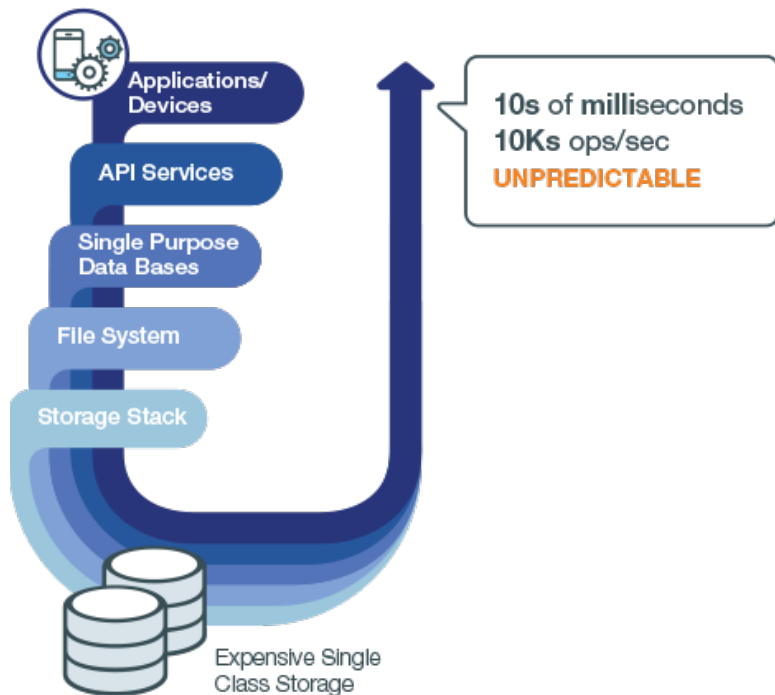 Applications/
Devices
API Services
Single Purpose
Data Bases
File System
Storage Stack
10s of milliseconds
10Ks ops/sec
UNPREDICTABLE
Expensive Single
Class Storage